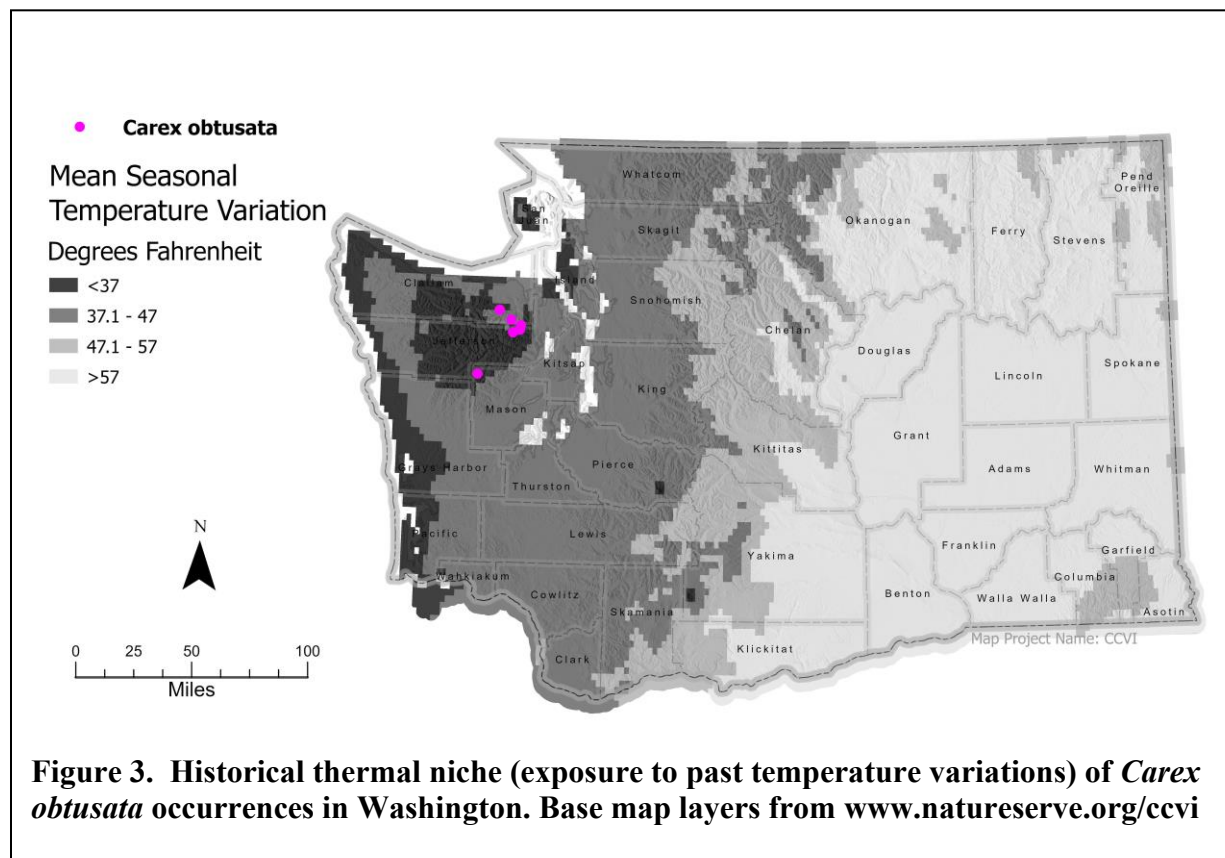 Carex obtusata
Mean Seasonal
Temperature Variation
Degrees Fahrenheit
<37
37.1 - 47
47.1 - 57
>57
N
0 25 50 100
Miles
Whatcom
San
Juan
Skagit
Okanogan
Ferry
Stevens
Pend
Oreille
Clallam
Island
Snohomish
Jefferson
Chelan
Douglas
Kitsap
Lincoln
Spokane
King
Mason
Grant
Kittitas
Grays Harbor
Pierce
Adams
Whitman
Thurston
Pacific
Lewis
Yakima
Franklin
Garfield
Wahkiakum
Columbia
Cowlitz
Benton
Walla Walla
Asotin
Skamania
Map Project Name: CCVI
Klickitat
Clark
Figure 3. Historical thermal niche (exposure to past temperature variations) of Carex
obtusata occurrences in Washington. Base map layers from www.natureserve.org/ccvi